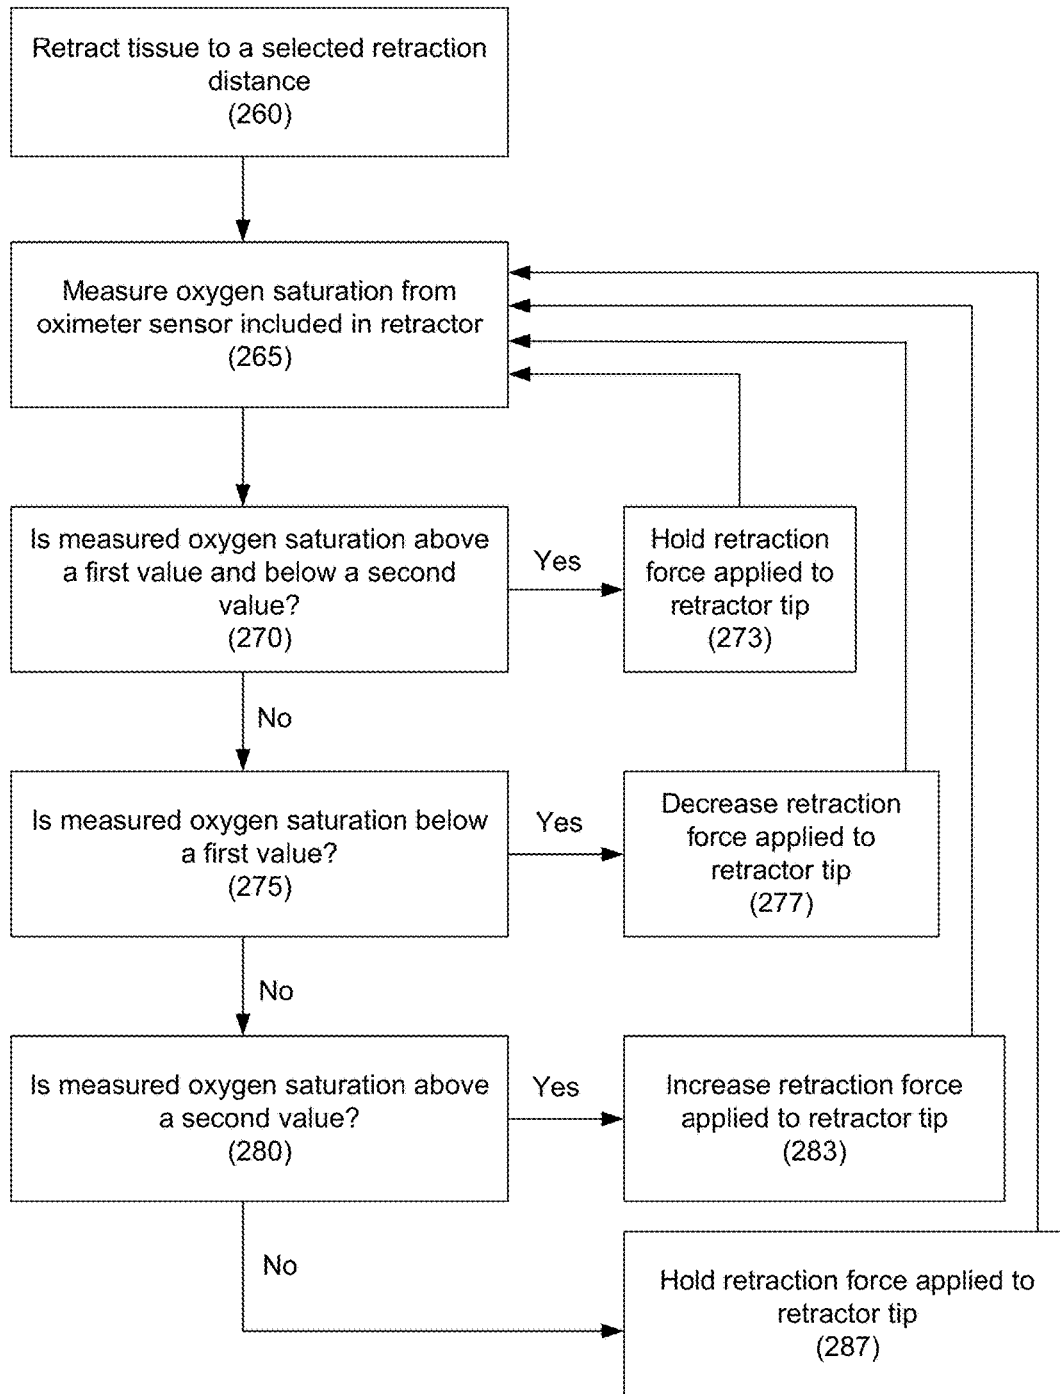 Retract tissue to a selected retraction
distance
(260)
Measure oxygen saturation from
oximeter sensor included in retractor
(265)
Is measured oxygen saturation above
a first value and below a second
value?
(270)
Yes
Hold retraction
force applied to
retractor tip
(273)
No
Is measured oxygen saturation below
a first value?
(275)
Yes
Decrease retraction
force applied to
retractor tip
(277)
No
Is measured oxygen saturation above
a second value?
(280)
Yes
Increase retraction force
applied to retractor tip
(283)
No
Hold retraction force applied to
retractor tip
(287)